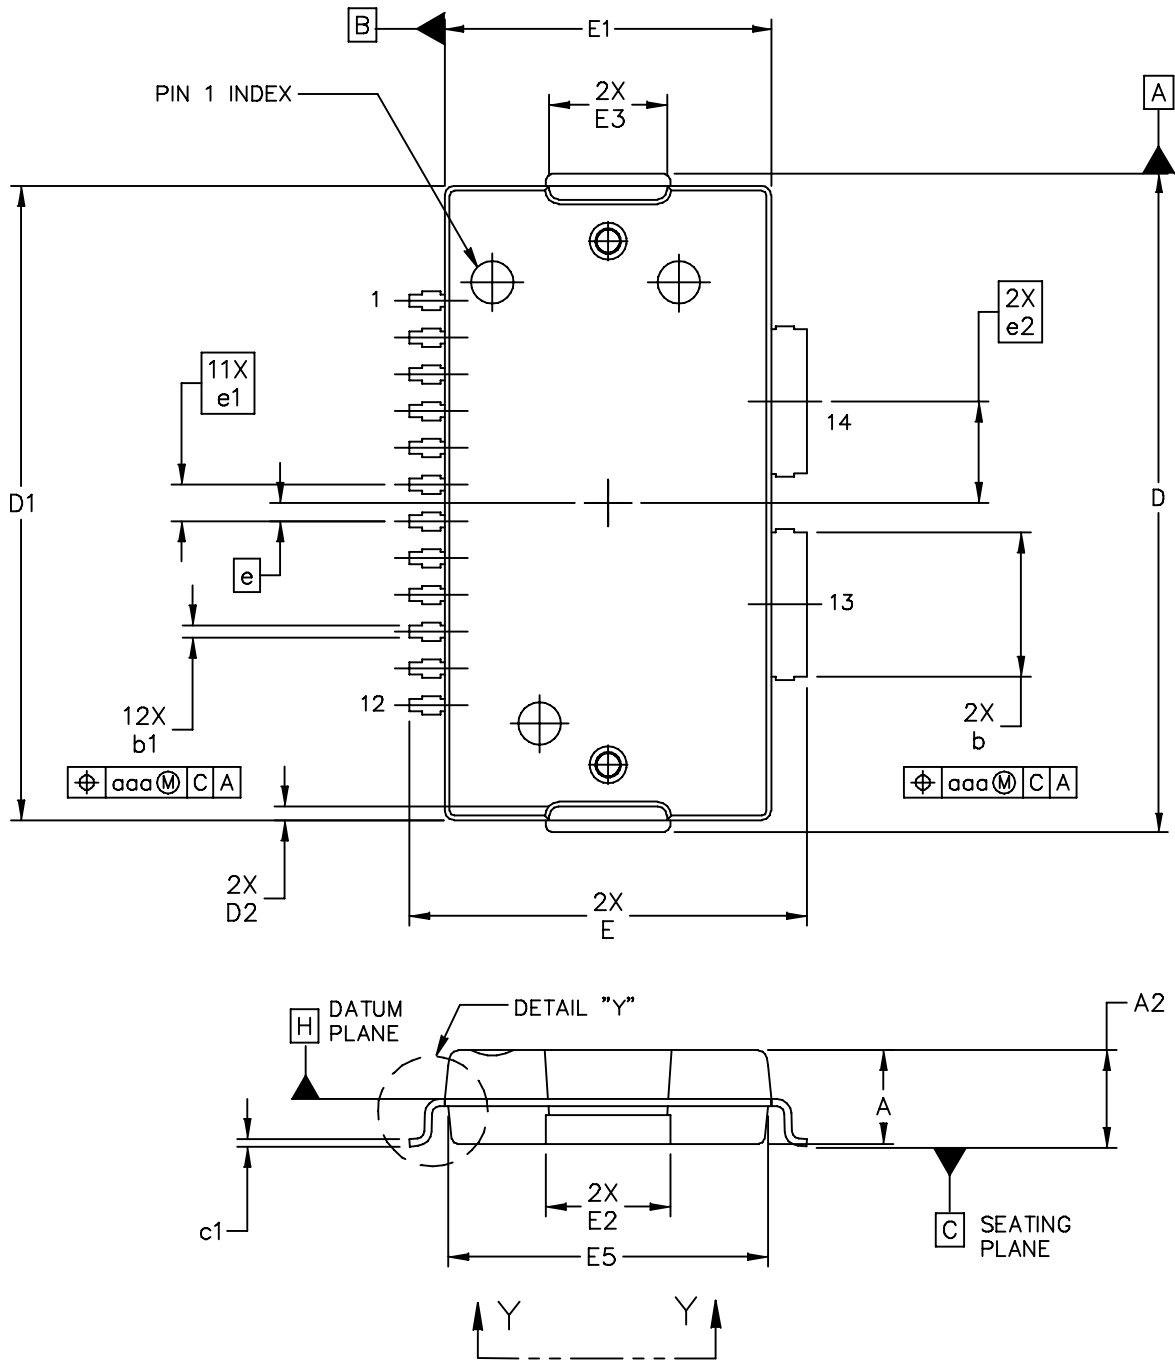 B
E1
PIN 1 INDEX
2X
E3
A
1
2X
e2
11X
e1
14
D1
D
e
13
12
12X
b1
2X
b
⌖ aaa Ⓜ C A
⌖ aaa Ⓜ C A
2X
D2
2X
E
H
DATUM
PLANE
DETAIL "Y"
A2
A
c1
2X
E2
E5
C
SEATING
PLANE
Y
Y